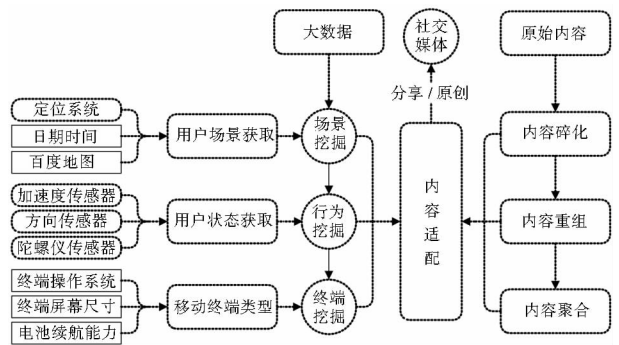 大数据
社交
媒体
原始内容
分享/原创
定位系统
日期时间
百度地图
用户场景获取
场景
挖掘
内容碎化
加速度传感器
方向传感器
陀螺仪传感器
用户状态获取
行为
挖掘
内容适配
内容重组
终端操作系统
终端屏幕尺寸
电池续航能力
移动终端类型
终端
挖掘
内容聚合